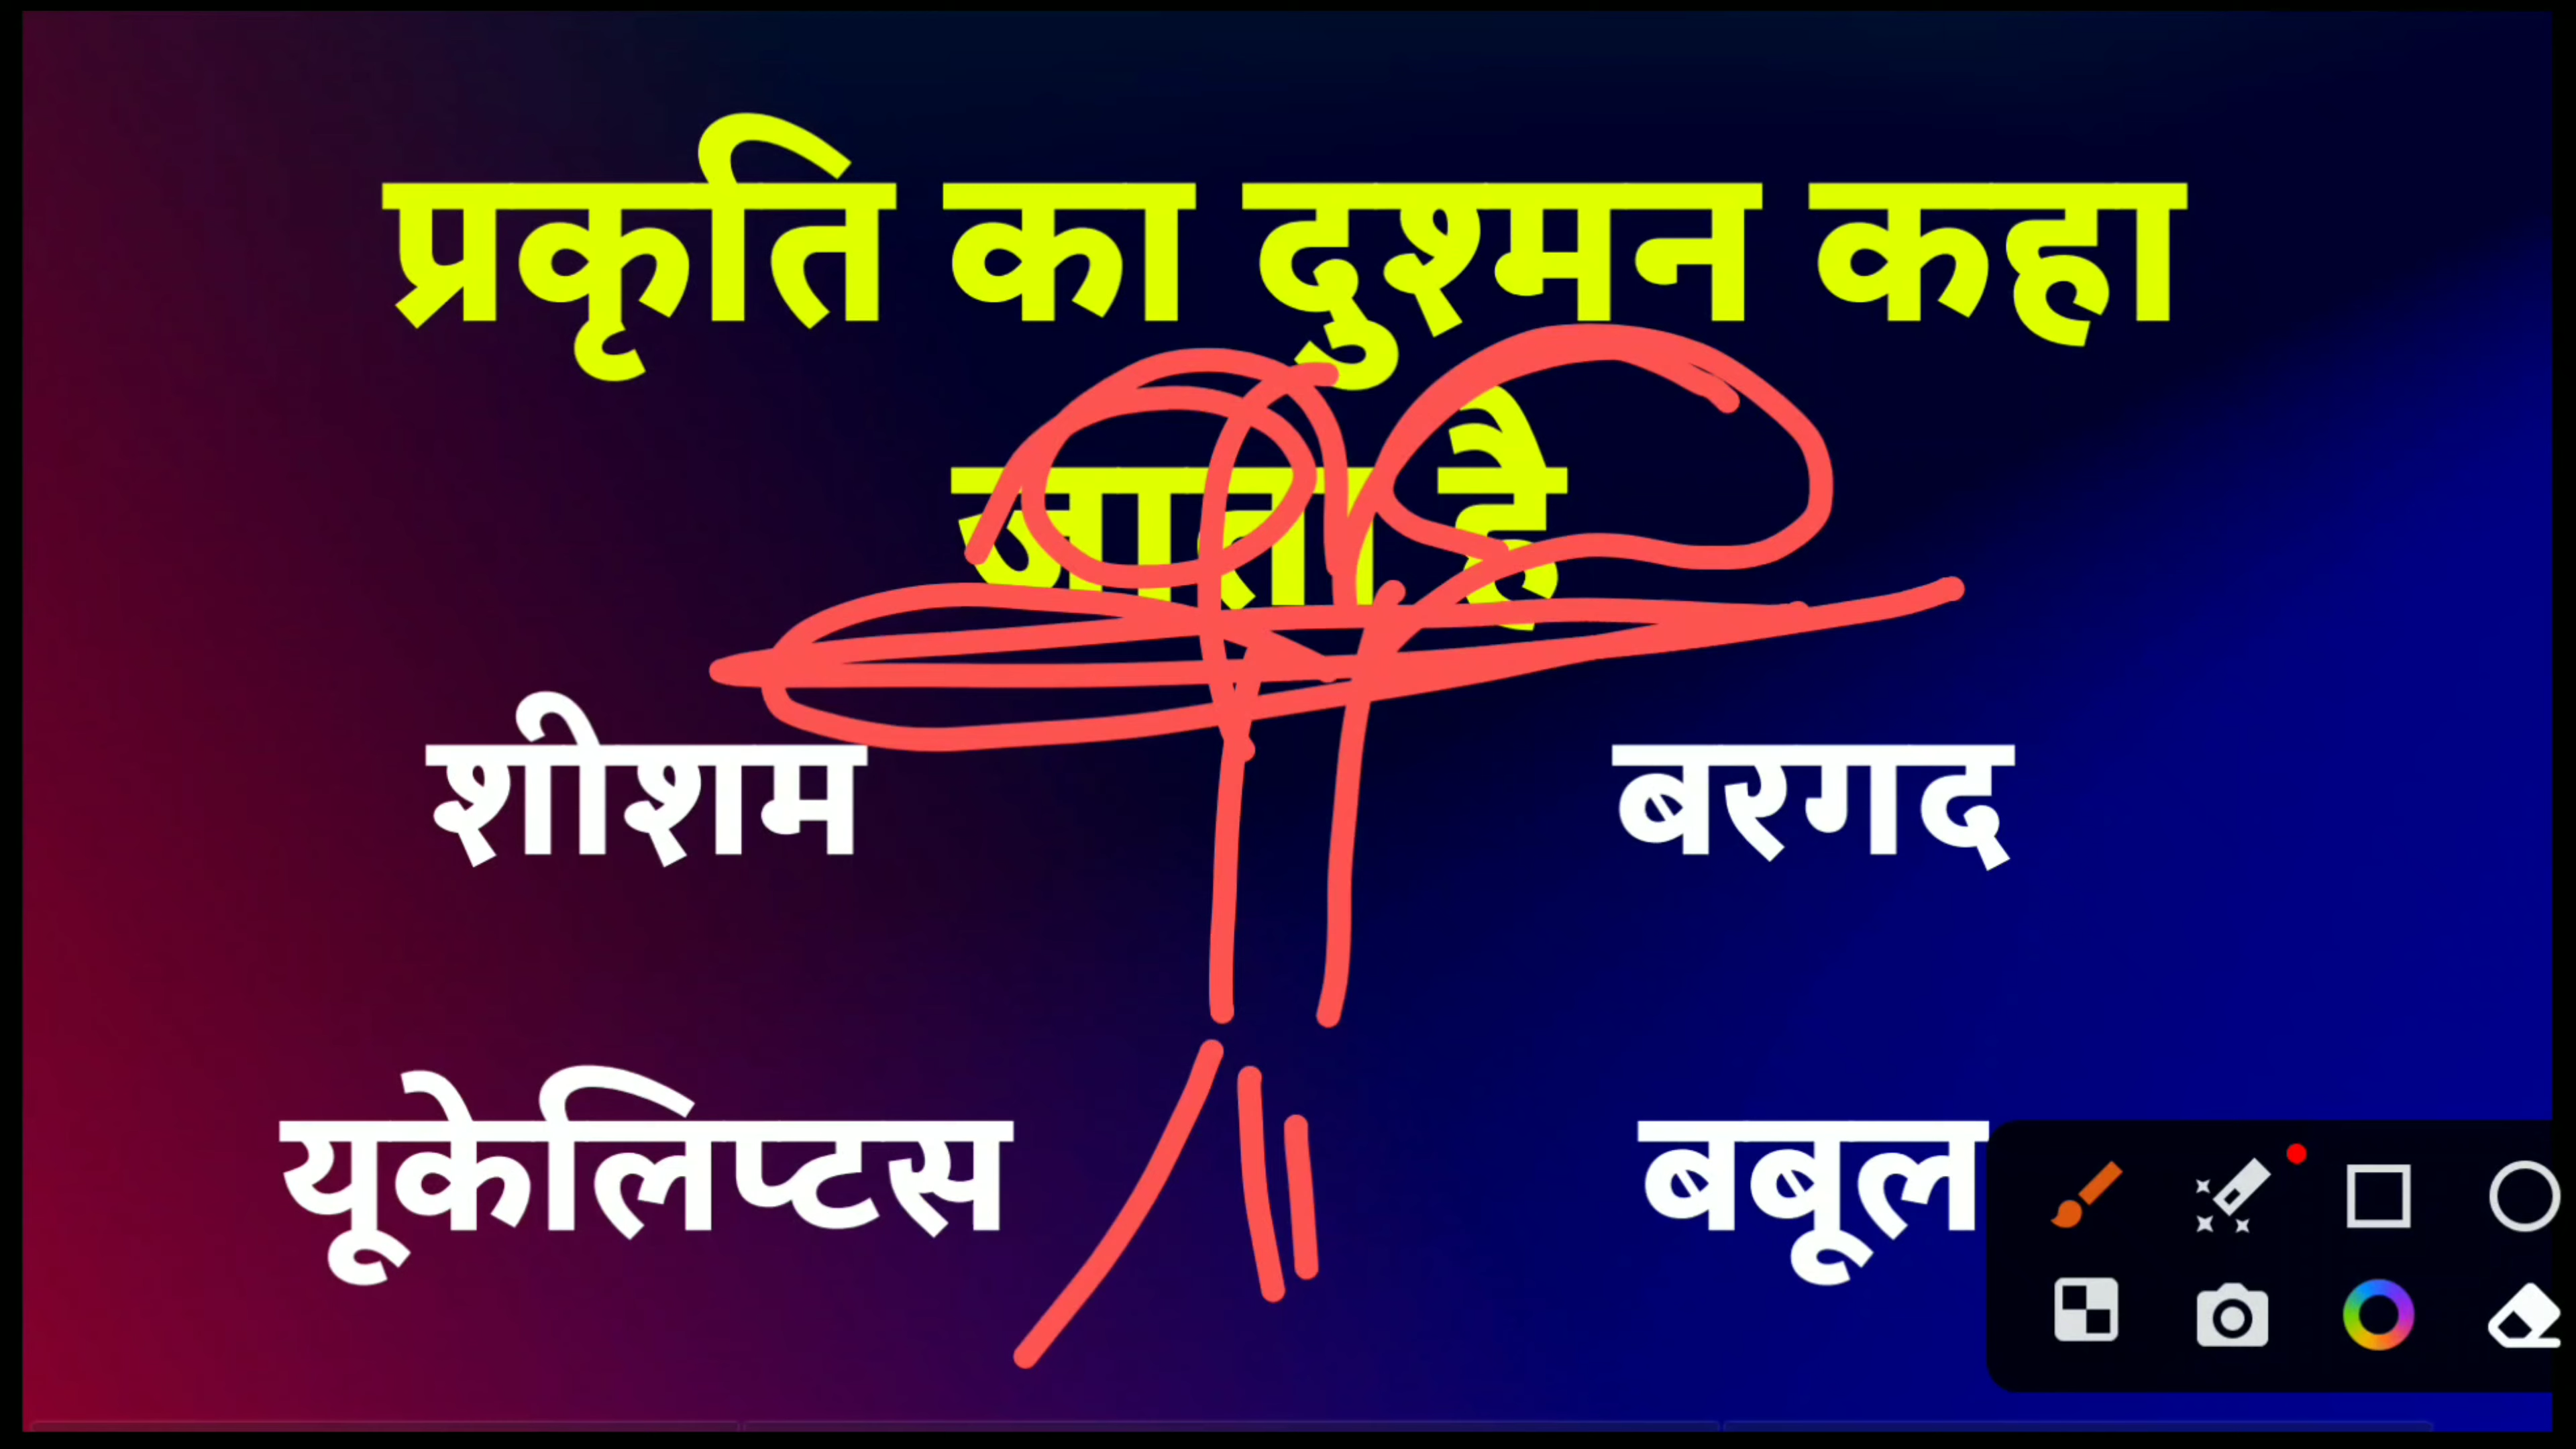 प्रकृति का दुश्मन कहा
जाता है
शीशम बरगद
यूकेलिप्टस बबूल